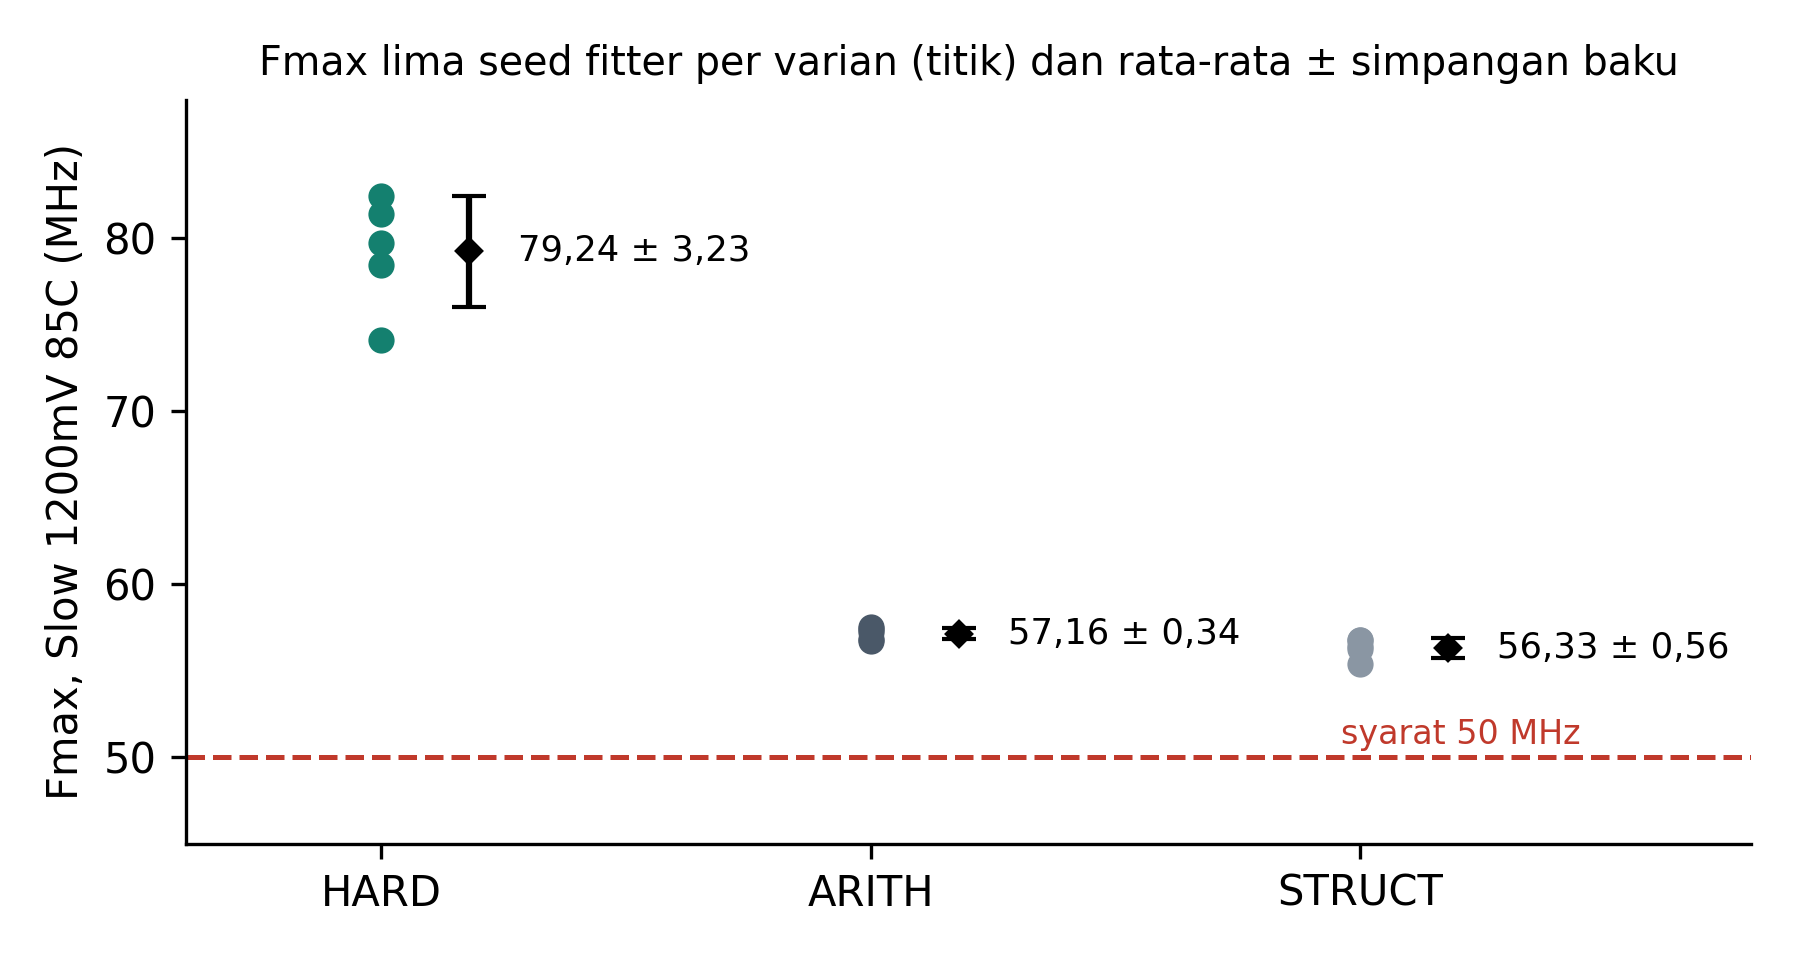 Fmax lima seed fitter per varian (titik) dan rata-rata ± simpangan baku
Fmax, Slow 1200mV 85C (MHz)
80
70
60
50
79,24 ± 3,23
57,16 ± 0,34
56,33 ± 0,56
syarat 50 MHz
HARD
ARITH
STRUCT